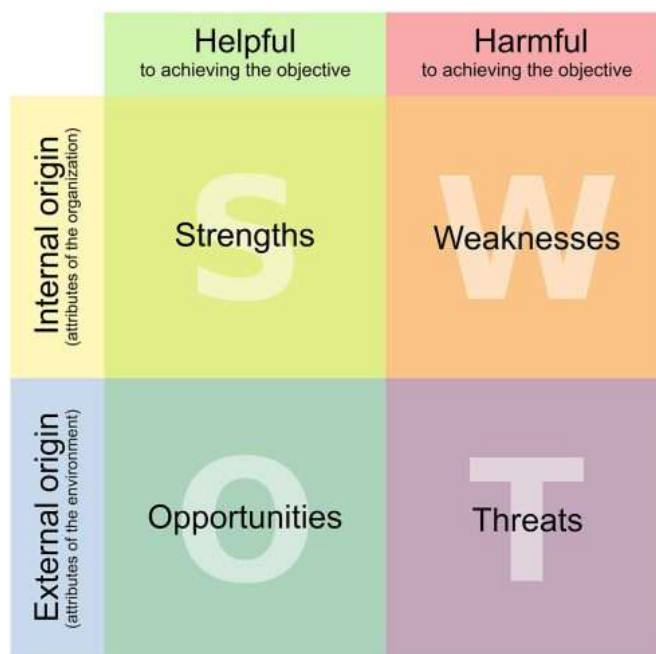 Helpful
to achieving the objective
Harmful
to achieving the objective
Internal origin
(attributes of the organization)
S
Strengths
W
Weaknesses
External origin
(attributes of the environment)
O
Opportunities
T
Threats